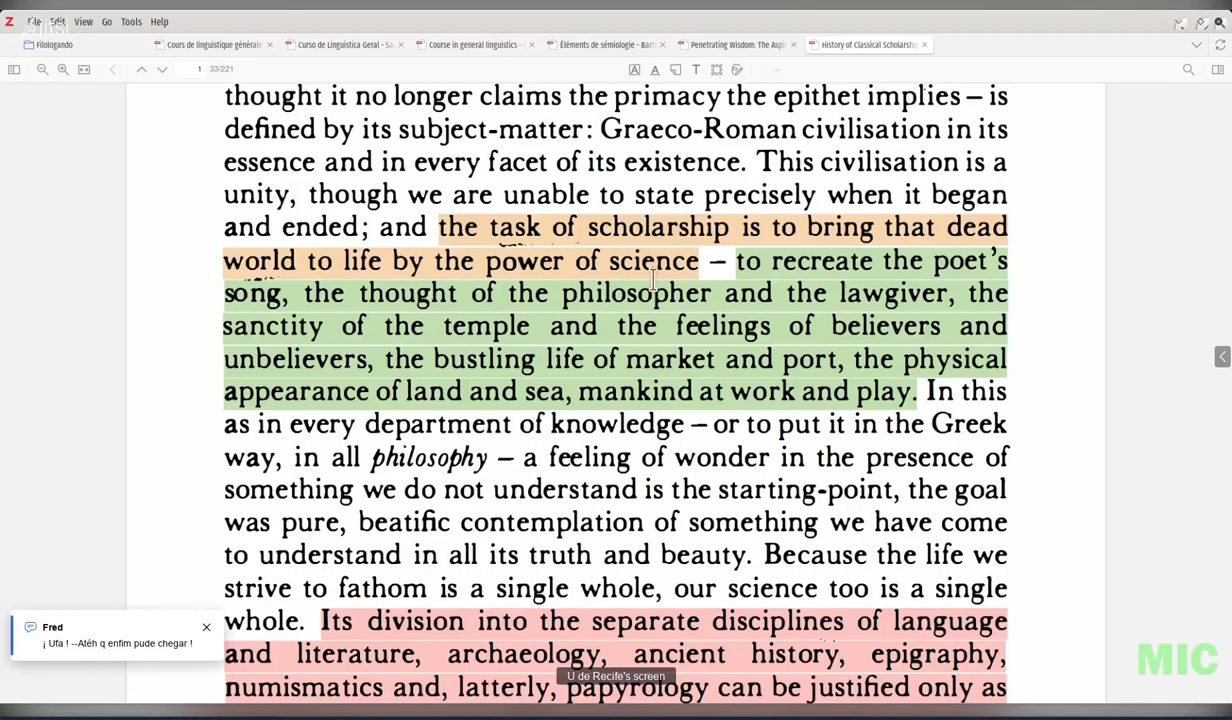 File Edit View Go Tools Help
Filologando
Cours de linguistique générale
Curso de Linguística Geral - Sa
Course in general linguistics -
Éléments de sémiologie - Bart
Penetrating Wisdom: The Asp
History of Classical Scholarsh
1 33/221
thought it no longer claims the primacy the epithet implies – is
defined by its subject-matter: Graeco-Roman civilisation in its
essence and in every facet of its existence. This civilisation is a
unity, though we are unable to state precisely when it began
and ended; and the task of scholarship is to bring that dead
world to life by the power of science – to recreate the poet's
song, the thought of the philosopher and the lawgiver, the
sanctity of the temple and the feelings of believers and
unbelievers, the bustling life of market and port, the physical
appearance of land and sea, mankind at work and play. In this
as in every department of knowledge – or to put it in the Greek
way, in all philosophy – a feeling of wonder in the presence of
something we do not understand is the starting-point, the goal
was pure, beatific contemplation of something we have come
to understand in all its truth and beauty. Because the life we
strive to fathom is a single whole, our science too is a single
whole. Its division into the separate disciplines of language
and literature, archaeology, ancient history, epigraphy,
numismatics and, latterly, papyrology can be justified only as
Fred
¡ Ufa ! --Atéh q enfim pude chegar !
U de Recife's screen
MIC